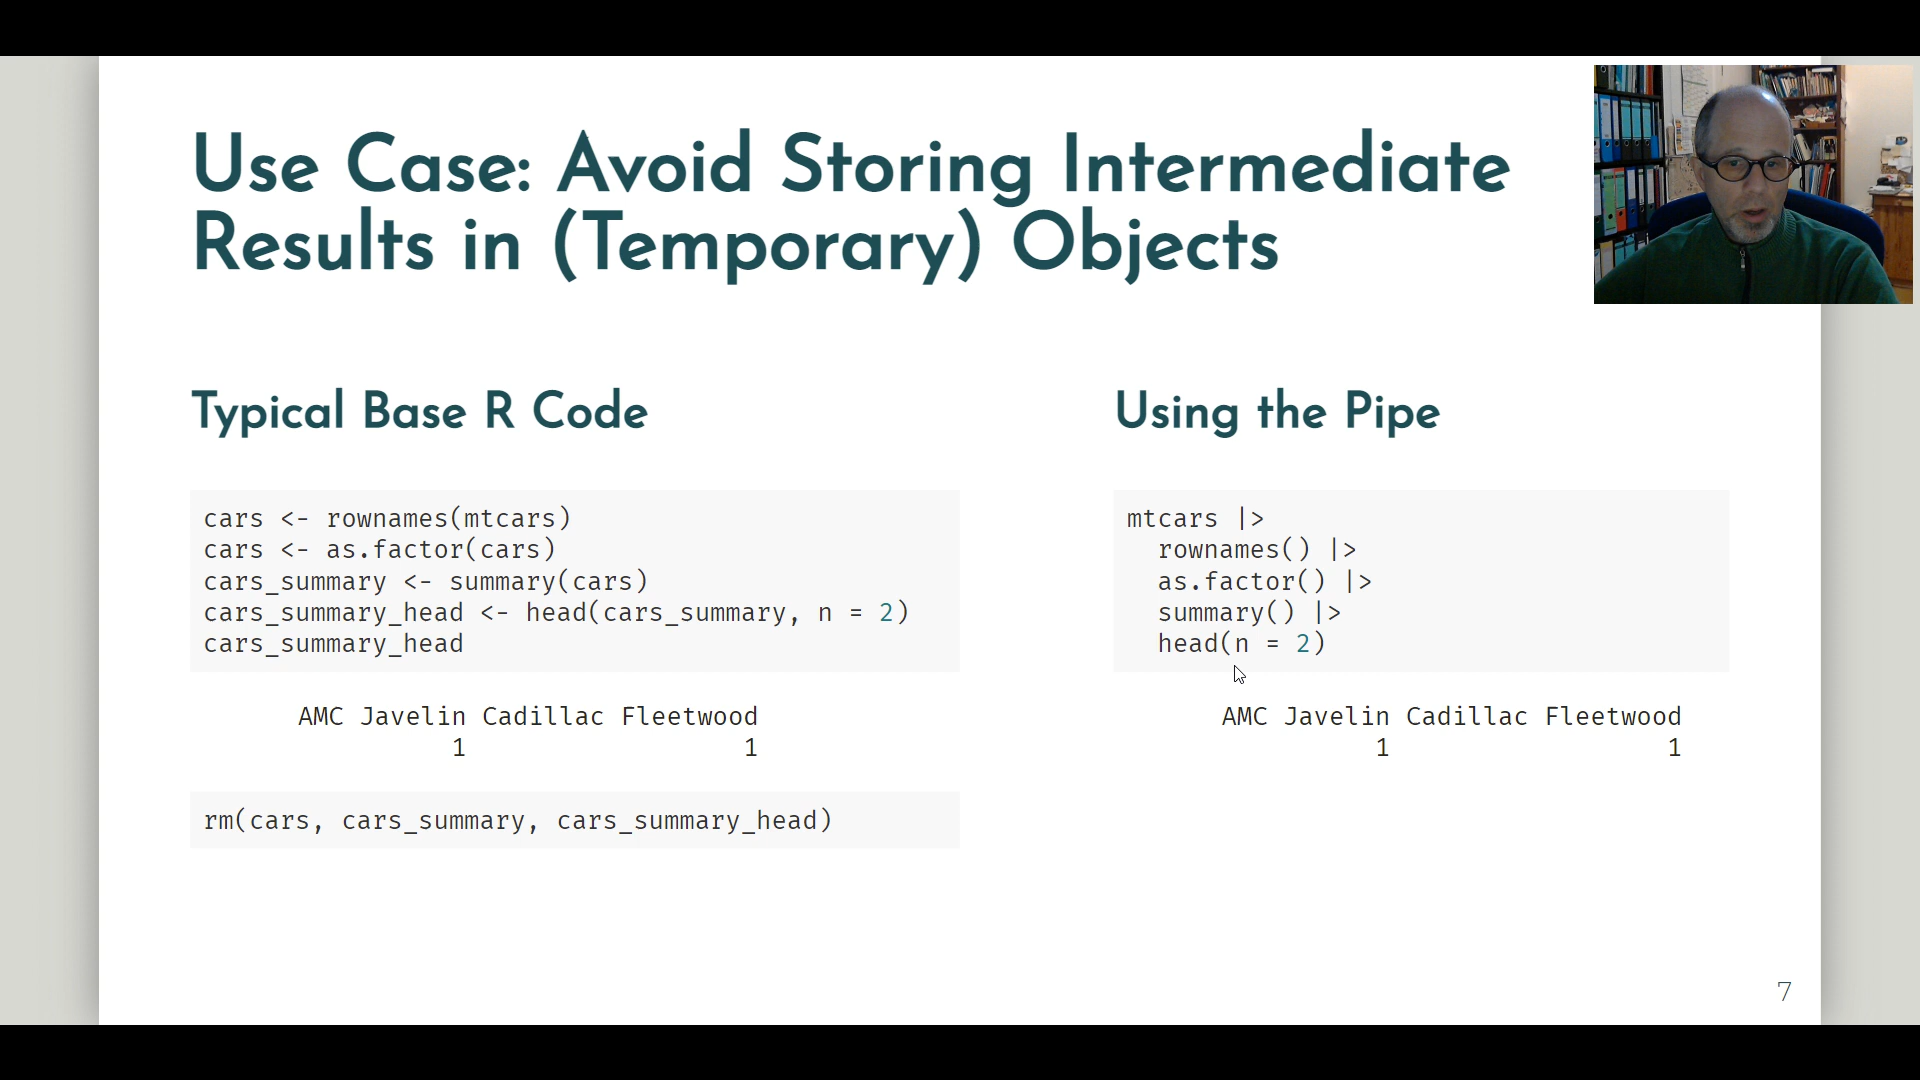 Use Case: Avoid Storing Intermediate
Results in (Temporary) Objects
Typical Base R Code
cars <- rownames(mtcars)
cars <- as.factor(cars)
cars_summary <- summary(cars)
cars_summary_head <- head(cars_summary, n = 2)
cars_summary_head
AMC Javelin Cadillac Fleetwood
1 1
rm(cars, cars_summary, cars_summary_head)
Using the Pipe
mtcars |>
rownames() |>
as.factor() |>
summary() |>
head(n = 2)
AMC Javelin Cadillac Fleetwood
1 1
7